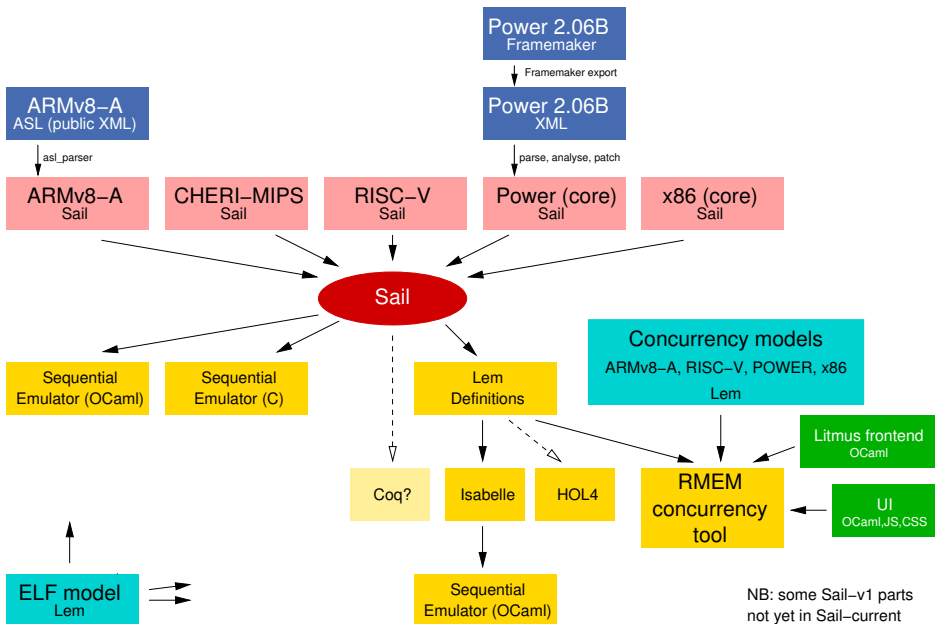 Power 2.06B
Framemaker
Framemaker export
ARMv8−A
ASL (public XML)
Power 2.06B
XML
asl_parser
parse, analyse, patch
ARMv8−A
Sail
CHERI−MIPS
Sail
RISC−V
Sail
Power (core)
Sail
x86 (core)
Sail
Sail
Concurrency models
ARMv8−A, RISC−V, POWER, x86
Lem
Sequential
Emulator (OCaml)
Sequential
Emulator (C)
Lem
Definitions
Litmus frontend
OCaml
Coq?
Isabelle
HOL4
RMEM
concurrency
tool
UI
OCaml,JS,CSS
ELF model
Lem
Sequential
Emulator (OCaml)
NB: some Sail−v1 parts
not yet in Sail−current